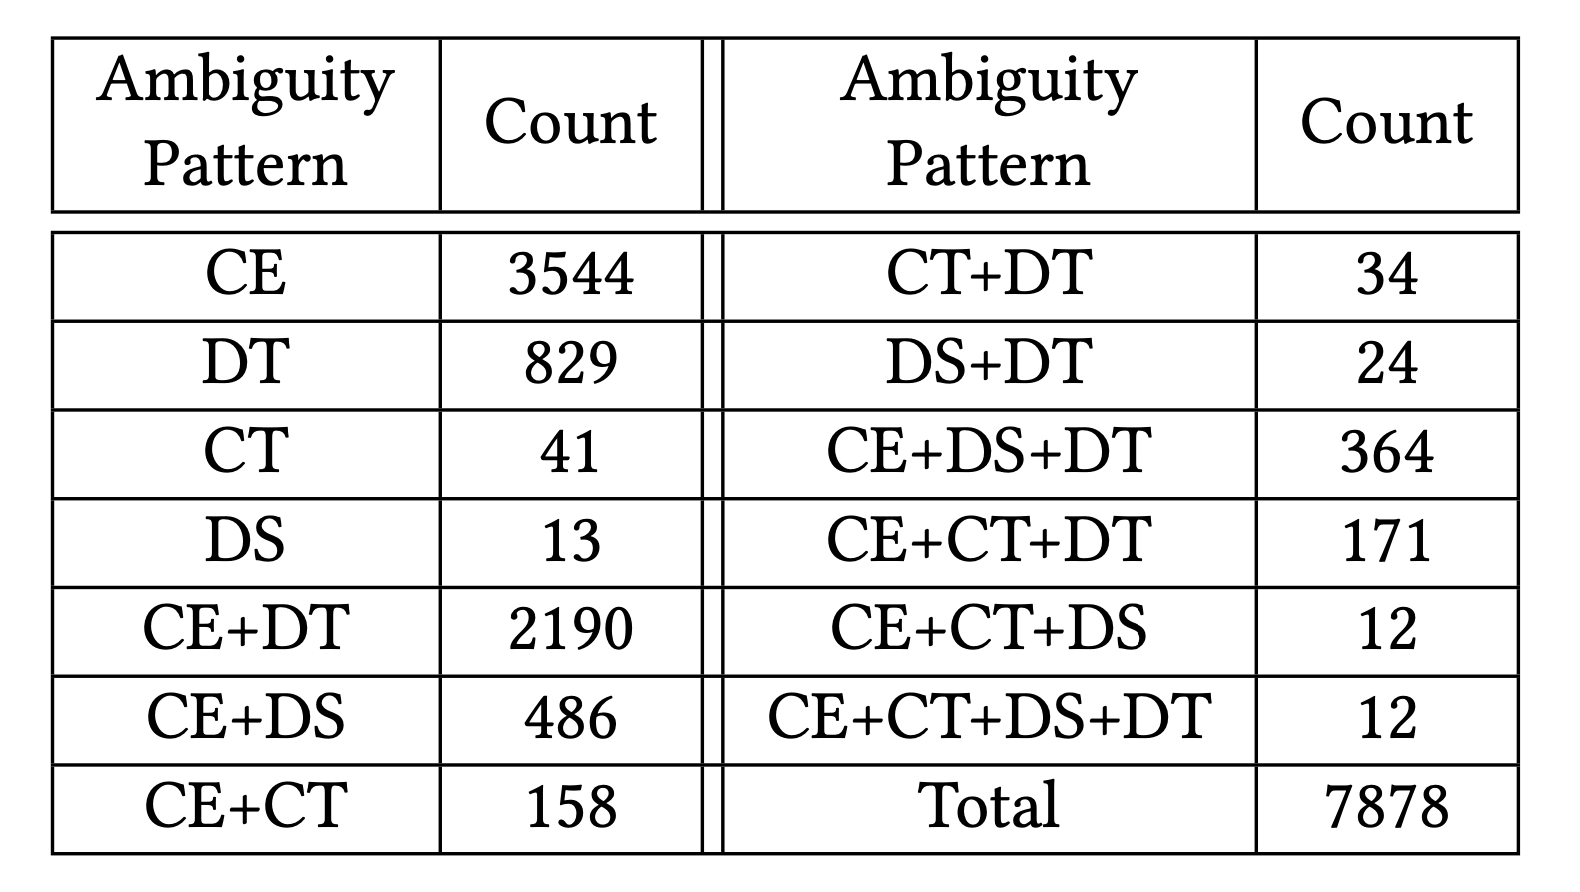 Ambiguity Pattern Count Ambiguity Pattern Count
CE 3544 CT+DT 34
DT 829 DS+DT 24
CT 41 CE+DS+DT 364
DS 13 CE+CT+DT 171
CE+DT 2190 CE+CT+DS 12
CE+DS 486 CE+CT+DS+DT 12
CE+CT 158 Total 7878